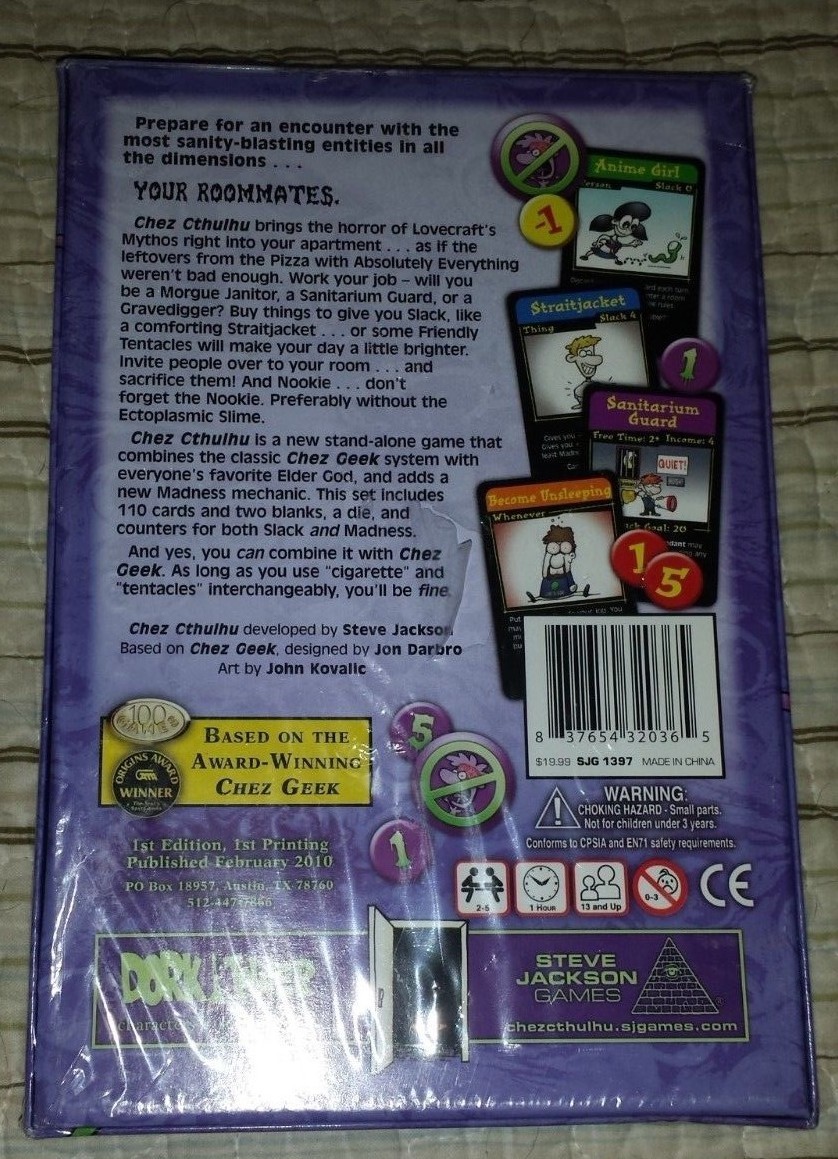 Prepare for an encounter with the
most sanity-blasting entities in all
the dimensions . . .
YOUR ROOMMATES.
Chez Cthulhu brings the horror of Lovecraft's
Mythos right into your apartment . . . as if the
leftovers from the Pizza with Absolutely Everything
weren't bad enough. Work your job – will you
be a Morgue Janitor, a Sanitarium Guard, or a
Gravedigger? Buy things to give you Slack, like
a comforting Straitjacket . . . or some Friendly
Tentacles will make your day a little brighter.
Invite people over to your room . . . and
sacrifice them! And Nookie . . . don't
forget the Nookie. Preferably without the
Ectoplasmic Slime.
Chez Cthulhu is a new stand-alone game that
combines the classic Chez Geek system with
everyone's favorite Elder God, and adds a
new Madness mechanic. This set includes
110 cards and two blanks, a die, and
counters for both Slack and Madness.
And yes, you can combine it with Chez
Geek. As long as you use "cigarette" and
"tentacles" interchangeably, you'll be fine.
Chez Cthulhu developed by Steve Jackson
Based on Chez Geek, designed by Jon Darbro
Art by John Kovalic
-1
Anime Girl
Person Slack 0
Straitjacket
Thing Slack 4
Gives you
1
Sanitarium
Guard
Free Time: 2* Income: 4
QUIET!
Goal: 20
Become Unsleeping
Whenever
1
5
8 37654 32036 5
$19.99 SJG 1397 MADE IN CHINA
WARNING:
CHOKING HAZARD - Small parts.
Not for children under 3 years.
Conforms to CPSIA and EN71 safety requirements.
100
ORIGINS AWARD
WINNER
BASED ON THE
AWARD-WINNING
CHEZ GEEK
5
1
1st Edition, 1st Printing
Published February 2010
PO Box 18957, Austin, TX 78760
512-447-7866
2-5
1 Hour
13 and Up
0-3
CE
DORK TOWER
characters
STEVE
JACKSON
GAMES
chezcthulhu.sjgames.com